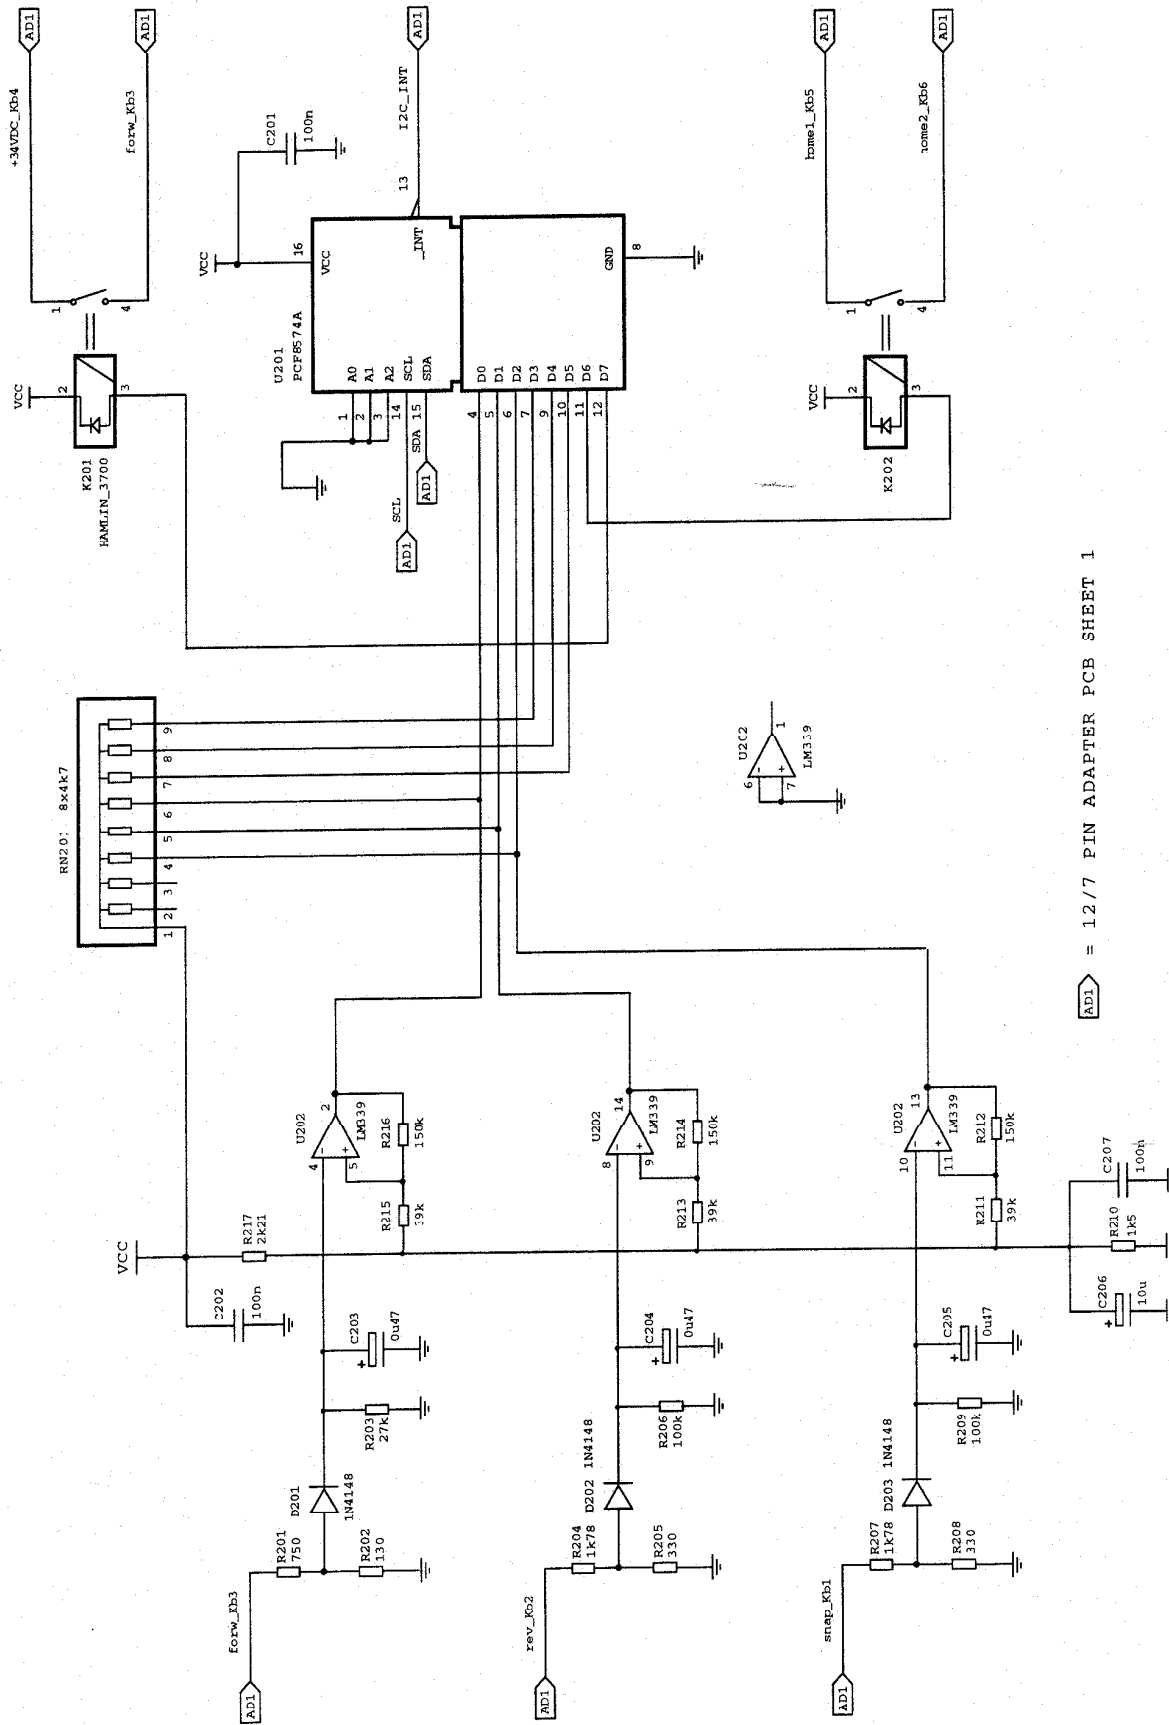 AD1
AD1
AD1
AD1
AD1
+34VDC_Kb4
forw_Kb3
I2C_INT
home1_Kb5
home2_Kb6
C201
100n
13
VCC
16
VCC
_INT
GND
8
1
4
1
4
U201
PCF8574A
A0
A1
A2
SCL
SDA
D0
D1
D2
D3
D4
D5
D6
D7
1
2
3
14
15
4
5
6
7
9
10
11
12
VCC
2
3
K201
HAMLIN_3700
VCC
2
3
K202
SCL
SDA
AD1
AD1
RN201 8x4k7
9
8
7
6
5
4
3
2
1
U202
6
-
+
7
1
LM339
AD1 = 12/7 PIN ADAPTER PCB SHEET 1
U202
4
-
+
5
2
LM339
R216
150k
R215
39k
U202
8
-
+
9
14
LM339
R214
150k
R213
39k
U202
10
-
+
11
13
LM339
R212
150k
R211
39k
VCC
R217
2k21
C202
100n
C207
100n
R210
1k5
C206
10u
+
C203
0u47
+
C204
0u47
+
C205
0u47
+
R203
27k
R206
100k
R209
100k
D201
1N4148
D202 1N4148
D203 1N4148
R201
750
R202
130
R204
1k78
R205
330
R207
1k78
R208
330
forw_Kb3
rev_Kb2
snap_Kb1
AD1
AD1
AD1